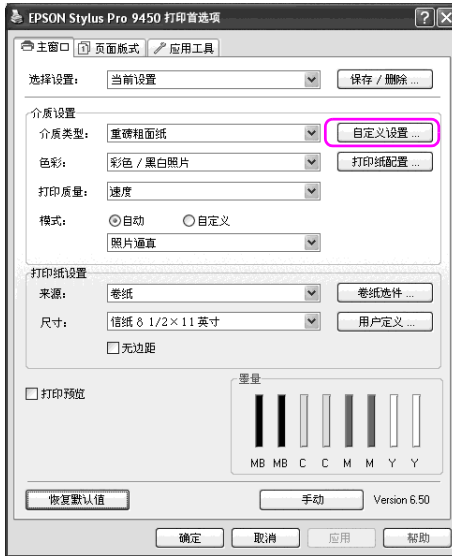 EPSON Stylus Pro 9450 打印首选项
主窗口 页面版式 应用工具
选择设置： 当前设置 保存 / 删除 ...
介质设置
介质类型： 重磅粗面纸 自定义设置 ...
色彩： 彩色 / 黑白照片 打印纸配置 ...
打印质量： 速度
模式： 自动 自定义
照片逼真
打印纸设置
来源： 卷纸 卷纸选件 ...
尺寸： 信纸 8 1/2×11 英寸 用户定义 ...
无边距
打印预览 墨量
MB MB C C M M Y Y
恢复默认值 手动 Version 6.50
确定 取消 应用 帮助